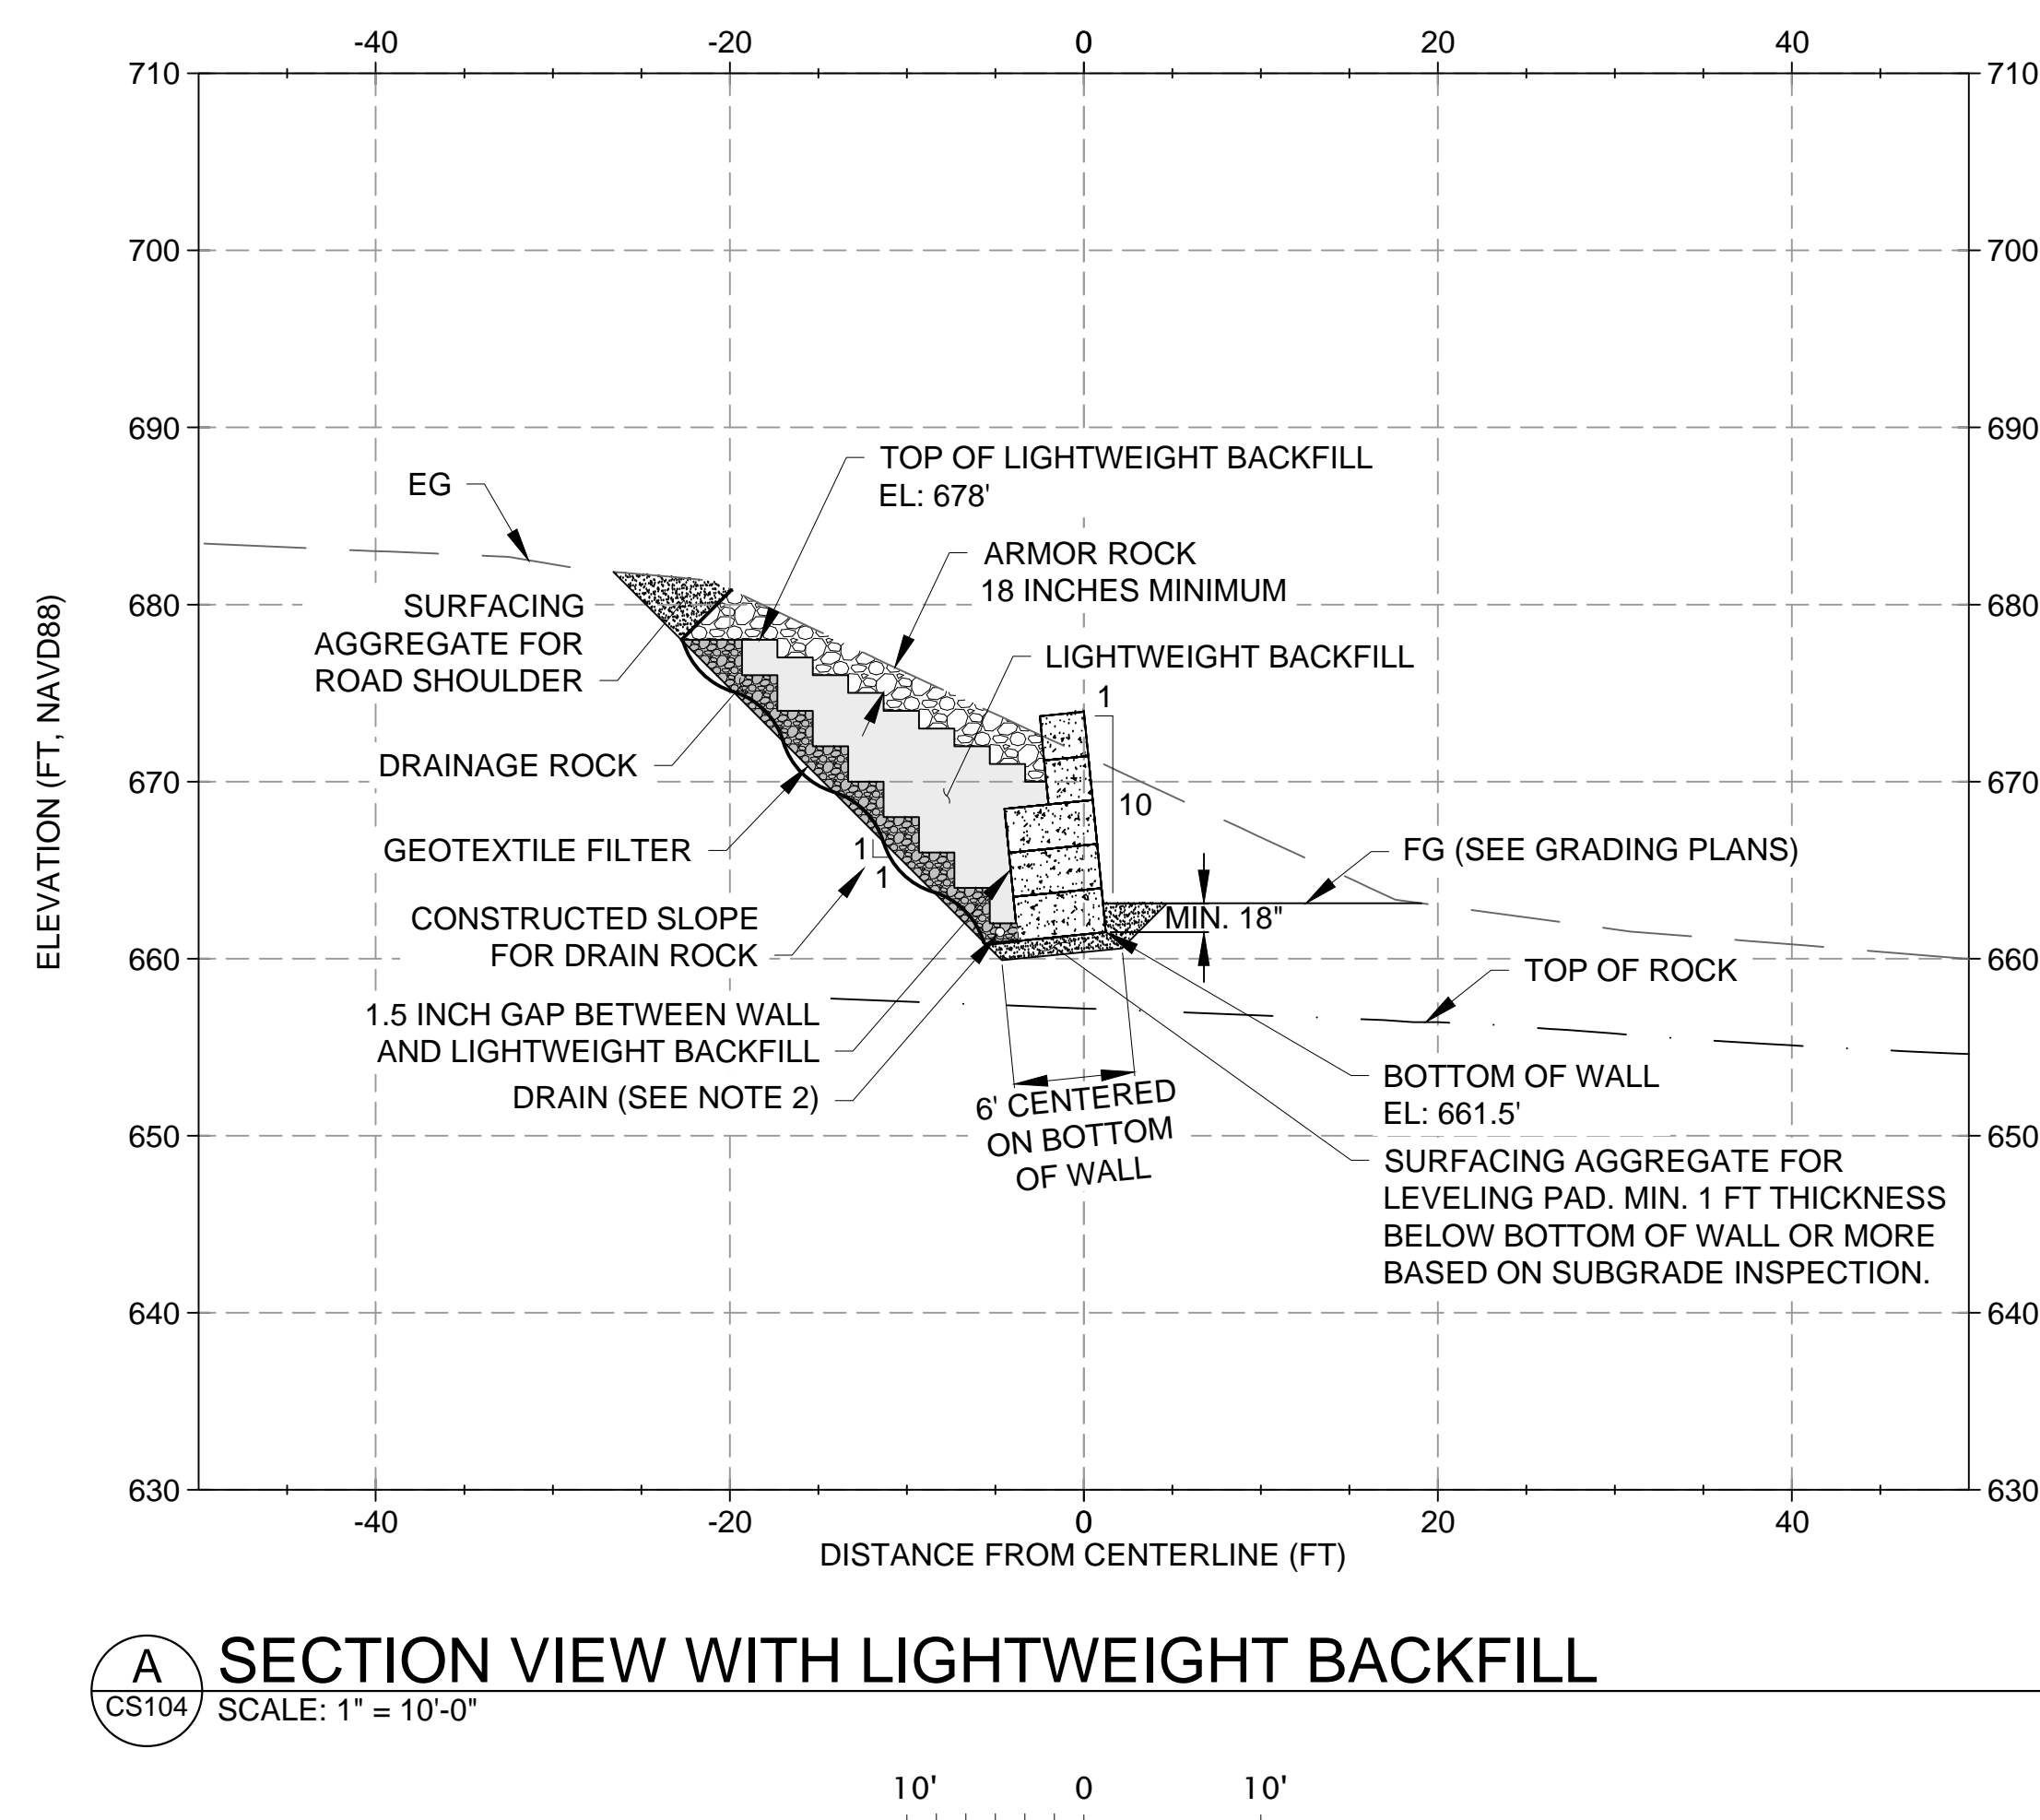 -40 -20 0 20 40
710 710
700 700
690 690
680 680
670 670
660 660
650 650
640 640
630 630
ELEVATION (FT, NAVD88)
TOP OF LIGHTWEIGHT BACKFILL
EL: 678'
EG
ARMOR ROCK
18 INCHES MINIMUM
SURFACING
AGGREGATE FOR
ROAD SHOULDER
LIGHTWEIGHT BACKFILL
1
10
DRAINAGE ROCK
GEOTEXTILE FILTER
1
1
FG (SEE GRADING PLANS)
MIN. 18"
CONSTRUCTED SLOPE
FOR DRAIN ROCK
TOP OF ROCK
1.5 INCH GAP BETWEEN WALL
AND LIGHTWEIGHT BACKFILL
DRAIN (SEE NOTE 2)
6' CENTERED
ON BOTTOM
OF WALL
BOTTOM OF WALL
EL: 661.5'
SURFACING AGGREGATE FOR
LEVELING PAD. MIN. 1 FT THICKNESS
BELOW BOTTOM OF WALL OR MORE
BASED ON SUBGRADE INSPECTION.
-40 -20 0 20 40
DISTANCE FROM CENTERLINE (FT)
A
CS104
SECTION VIEW WITH LIGHTWEIGHT BACKFILL
SCALE: 1" = 10'-0"
10' 0 10'